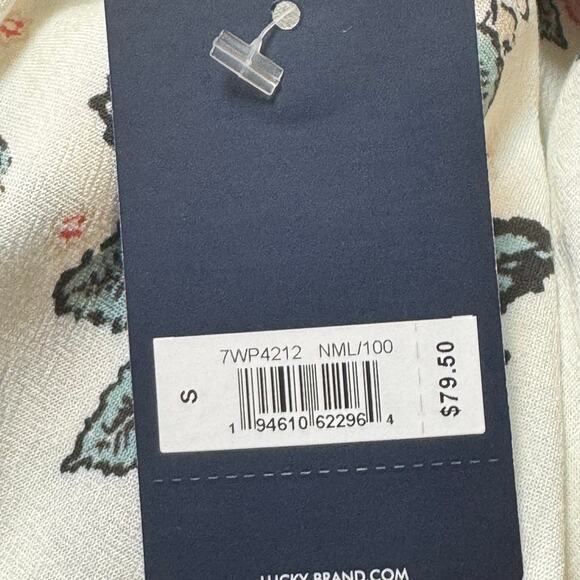 7WP4212 NML/100
S
1 94610 62296 4
$79.50
LUCKY BRAND.COM